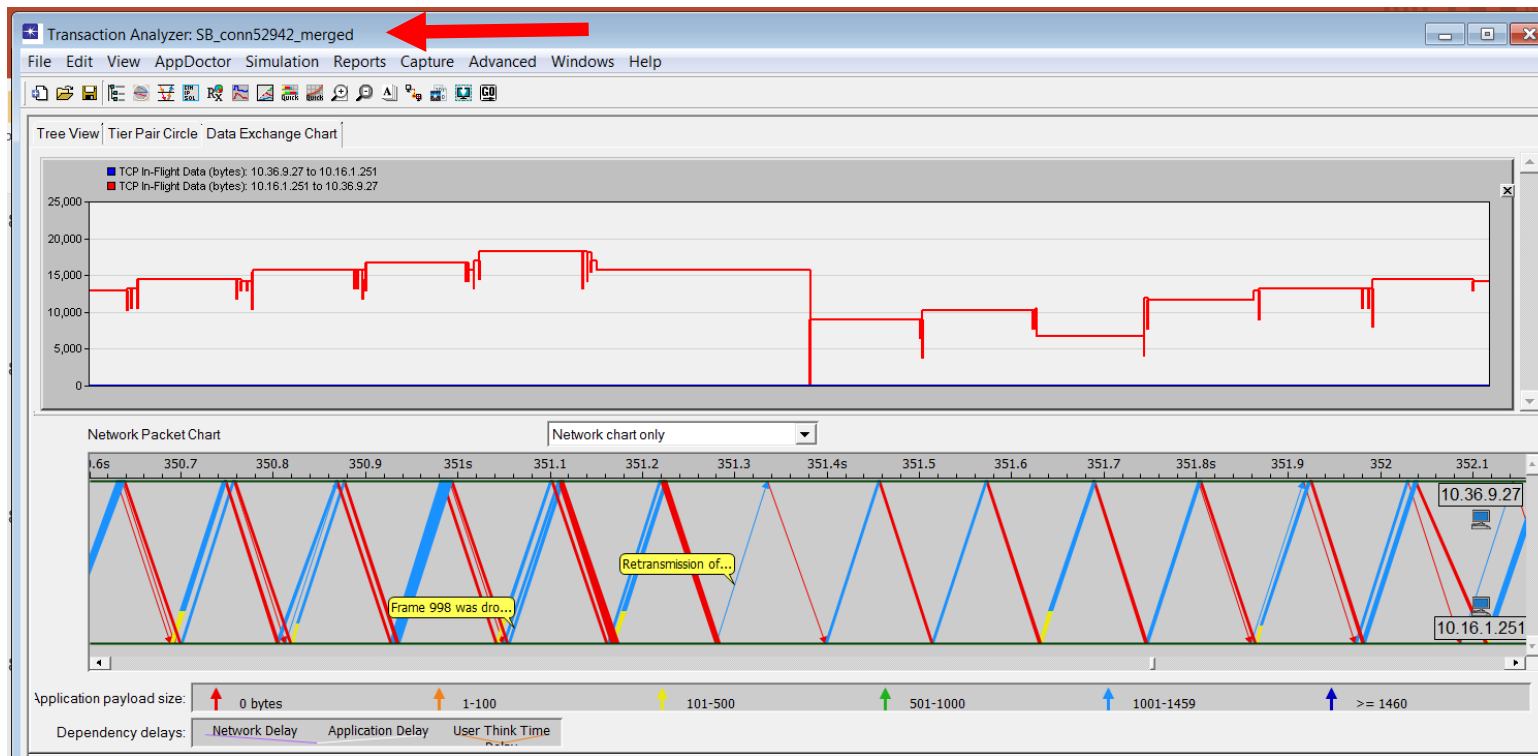 Transaction Analyzer: SB_conn52942_merged
File Edit View AppDoctor Simulation Reports Capture Advanced Windows Help
Tree View Tier Pair Circle Data Exchange Chart
TCP In-Flight Data (bytes): 10.36.9.27 to 10.16.1.251
TCP In-Flight Data (bytes): 10.16.1.251 to 10.36.9.27
25,000
20,000
15,000
10,000
5,000
0
Network Packet Chart Network chart only
.6s 350.7 350.8 350.9 351s 351.1 351.2 351.3 351.4s 351.5 351.6 351.7 351.8s 351.9 352 352.1
10.36.9.27
Retransmission of...
Frame 998 was dro...
10.16.1.251
Application payload size: 0 bytes 1-100 101-500 501-1000 1001-1459 >= 1460
Dependency delays: Network Delay Application Delay User Think Time
Delay